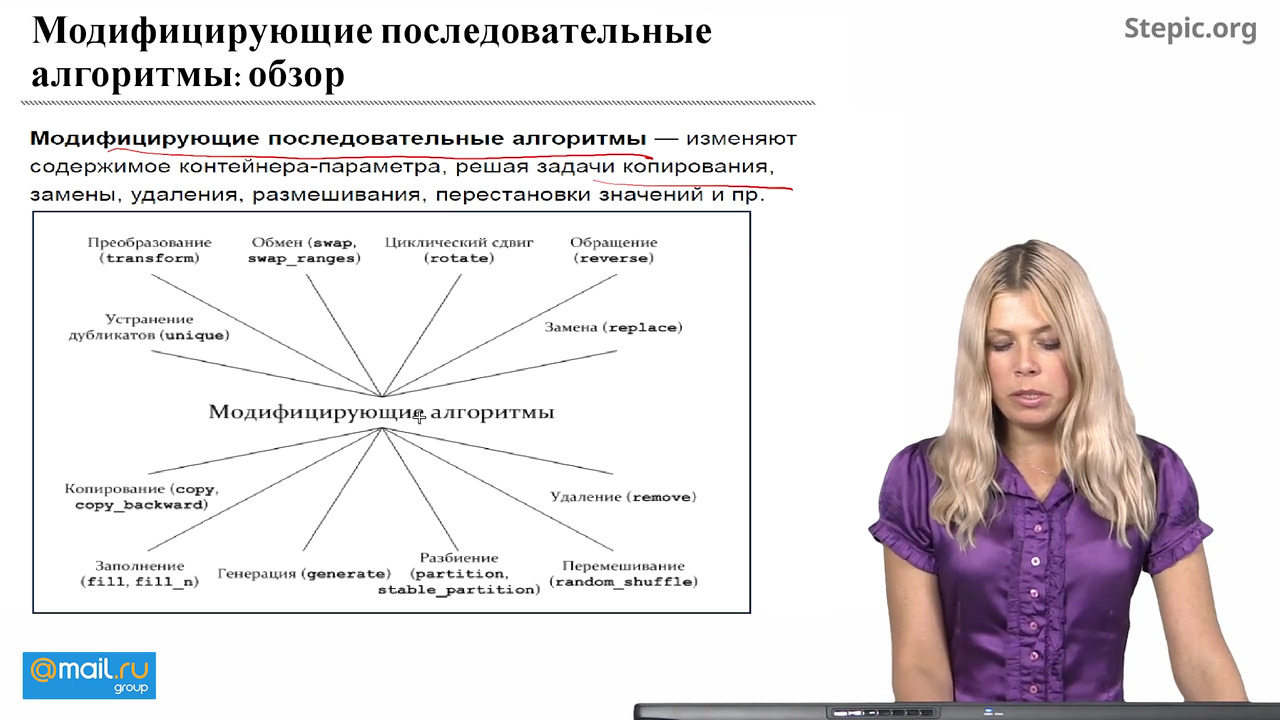 Модифицирующие последовательные
алгоритмы: обзор
Stepic.org
Модифицирующие последовательные алгоритмы — изменяют
содержимое контейнера-параметра, решая задачи копирования,
замены, удаления, размешивания, перестановки значений и пр.
Преобразование
(transform)
Обмен (swap,
swap_ranges)
Циклический сдвиг
(rotate)
Обращение
(reverse)
Устранение
дубликатов (unique)
Замена (replace)
Модифицирующие алгоритмы
Копирование (copy,
copy_backward)
Удаление (remove)
Заполнение
(fill, fill_n)
Генерация (generate)
Разбиение
(partition,
stable_partition)
Перемешивание
(random_shuffle)
@mail.ru
group